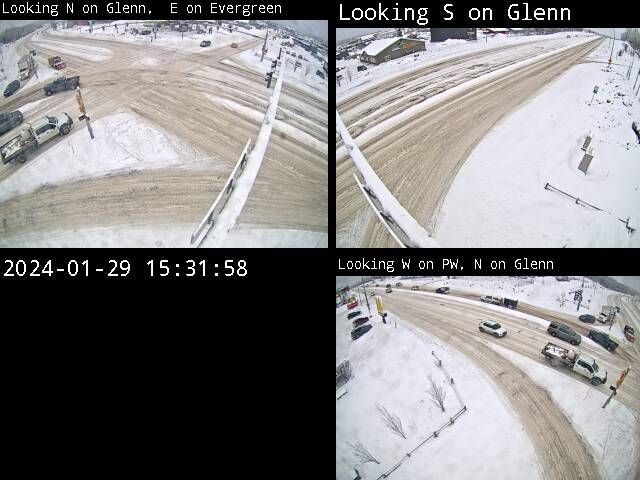 Looking N on Glenn,  E on Evergreen
Looking S on Glenn
2024-01-29 15:31:58
Looking W on PW, N on Glenn